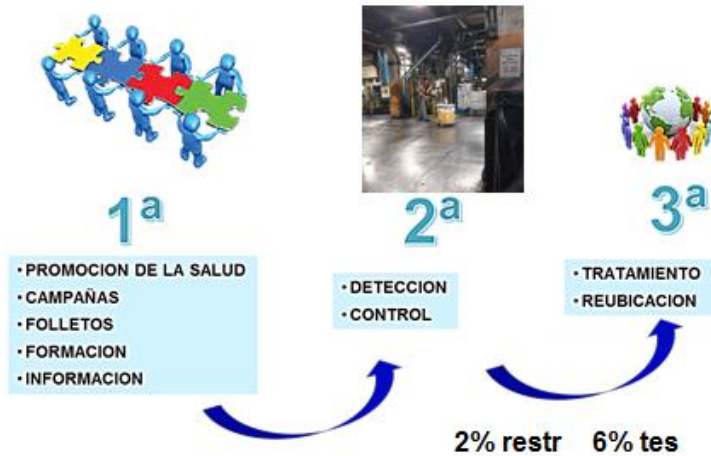 1ª
• PROMOCION DE LA SALUD
• CAMPAÑAS
• FOLLETOS
• FORMACION
• INFORMACION
2ª
• DETECCION
• CONTROL
3ª
• TRATAMIENTO
• REUBICACION
2% restr 6% tes